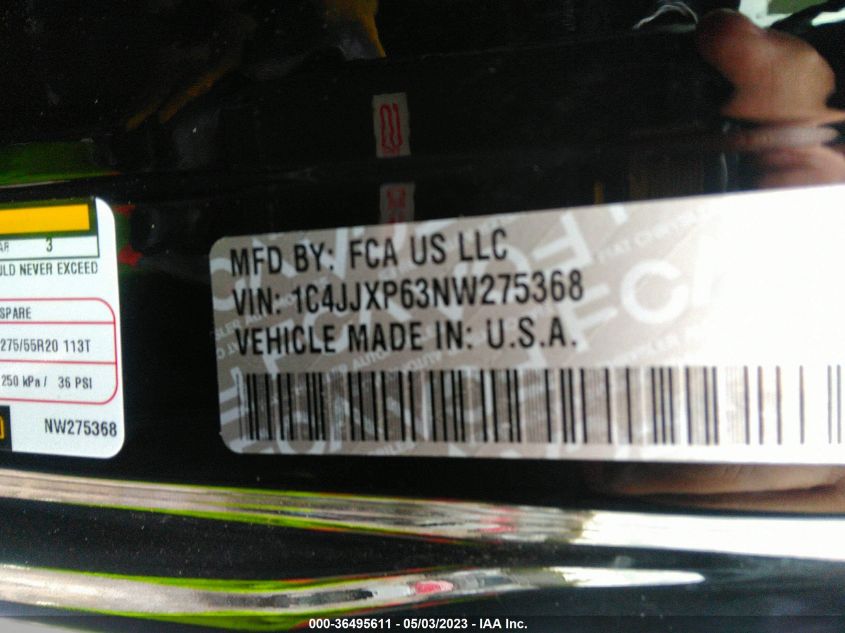 3
ULD NEVER EXCEED
SPARE
275/55R20 113T
250 kPa / 36 PSI
NW275368
MFD BY: FCA US LLC
VIN: 1C4JJXP63NW275368
VEHICLE MADE IN: U.S.A.
000-36495611 - 05/03/2023 - IAA Inc.